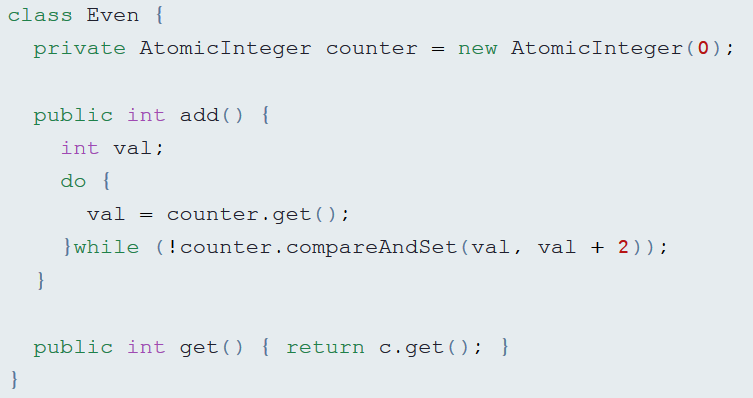 class Even {
  private AtomicInteger counter = new AtomicInteger(0);

  public int add() {
    int val;
    do {
      val = counter.get();
    }while (!counter.compareAndSet(val, val + 2));
  }

  public int get() { return c.get(); }
}